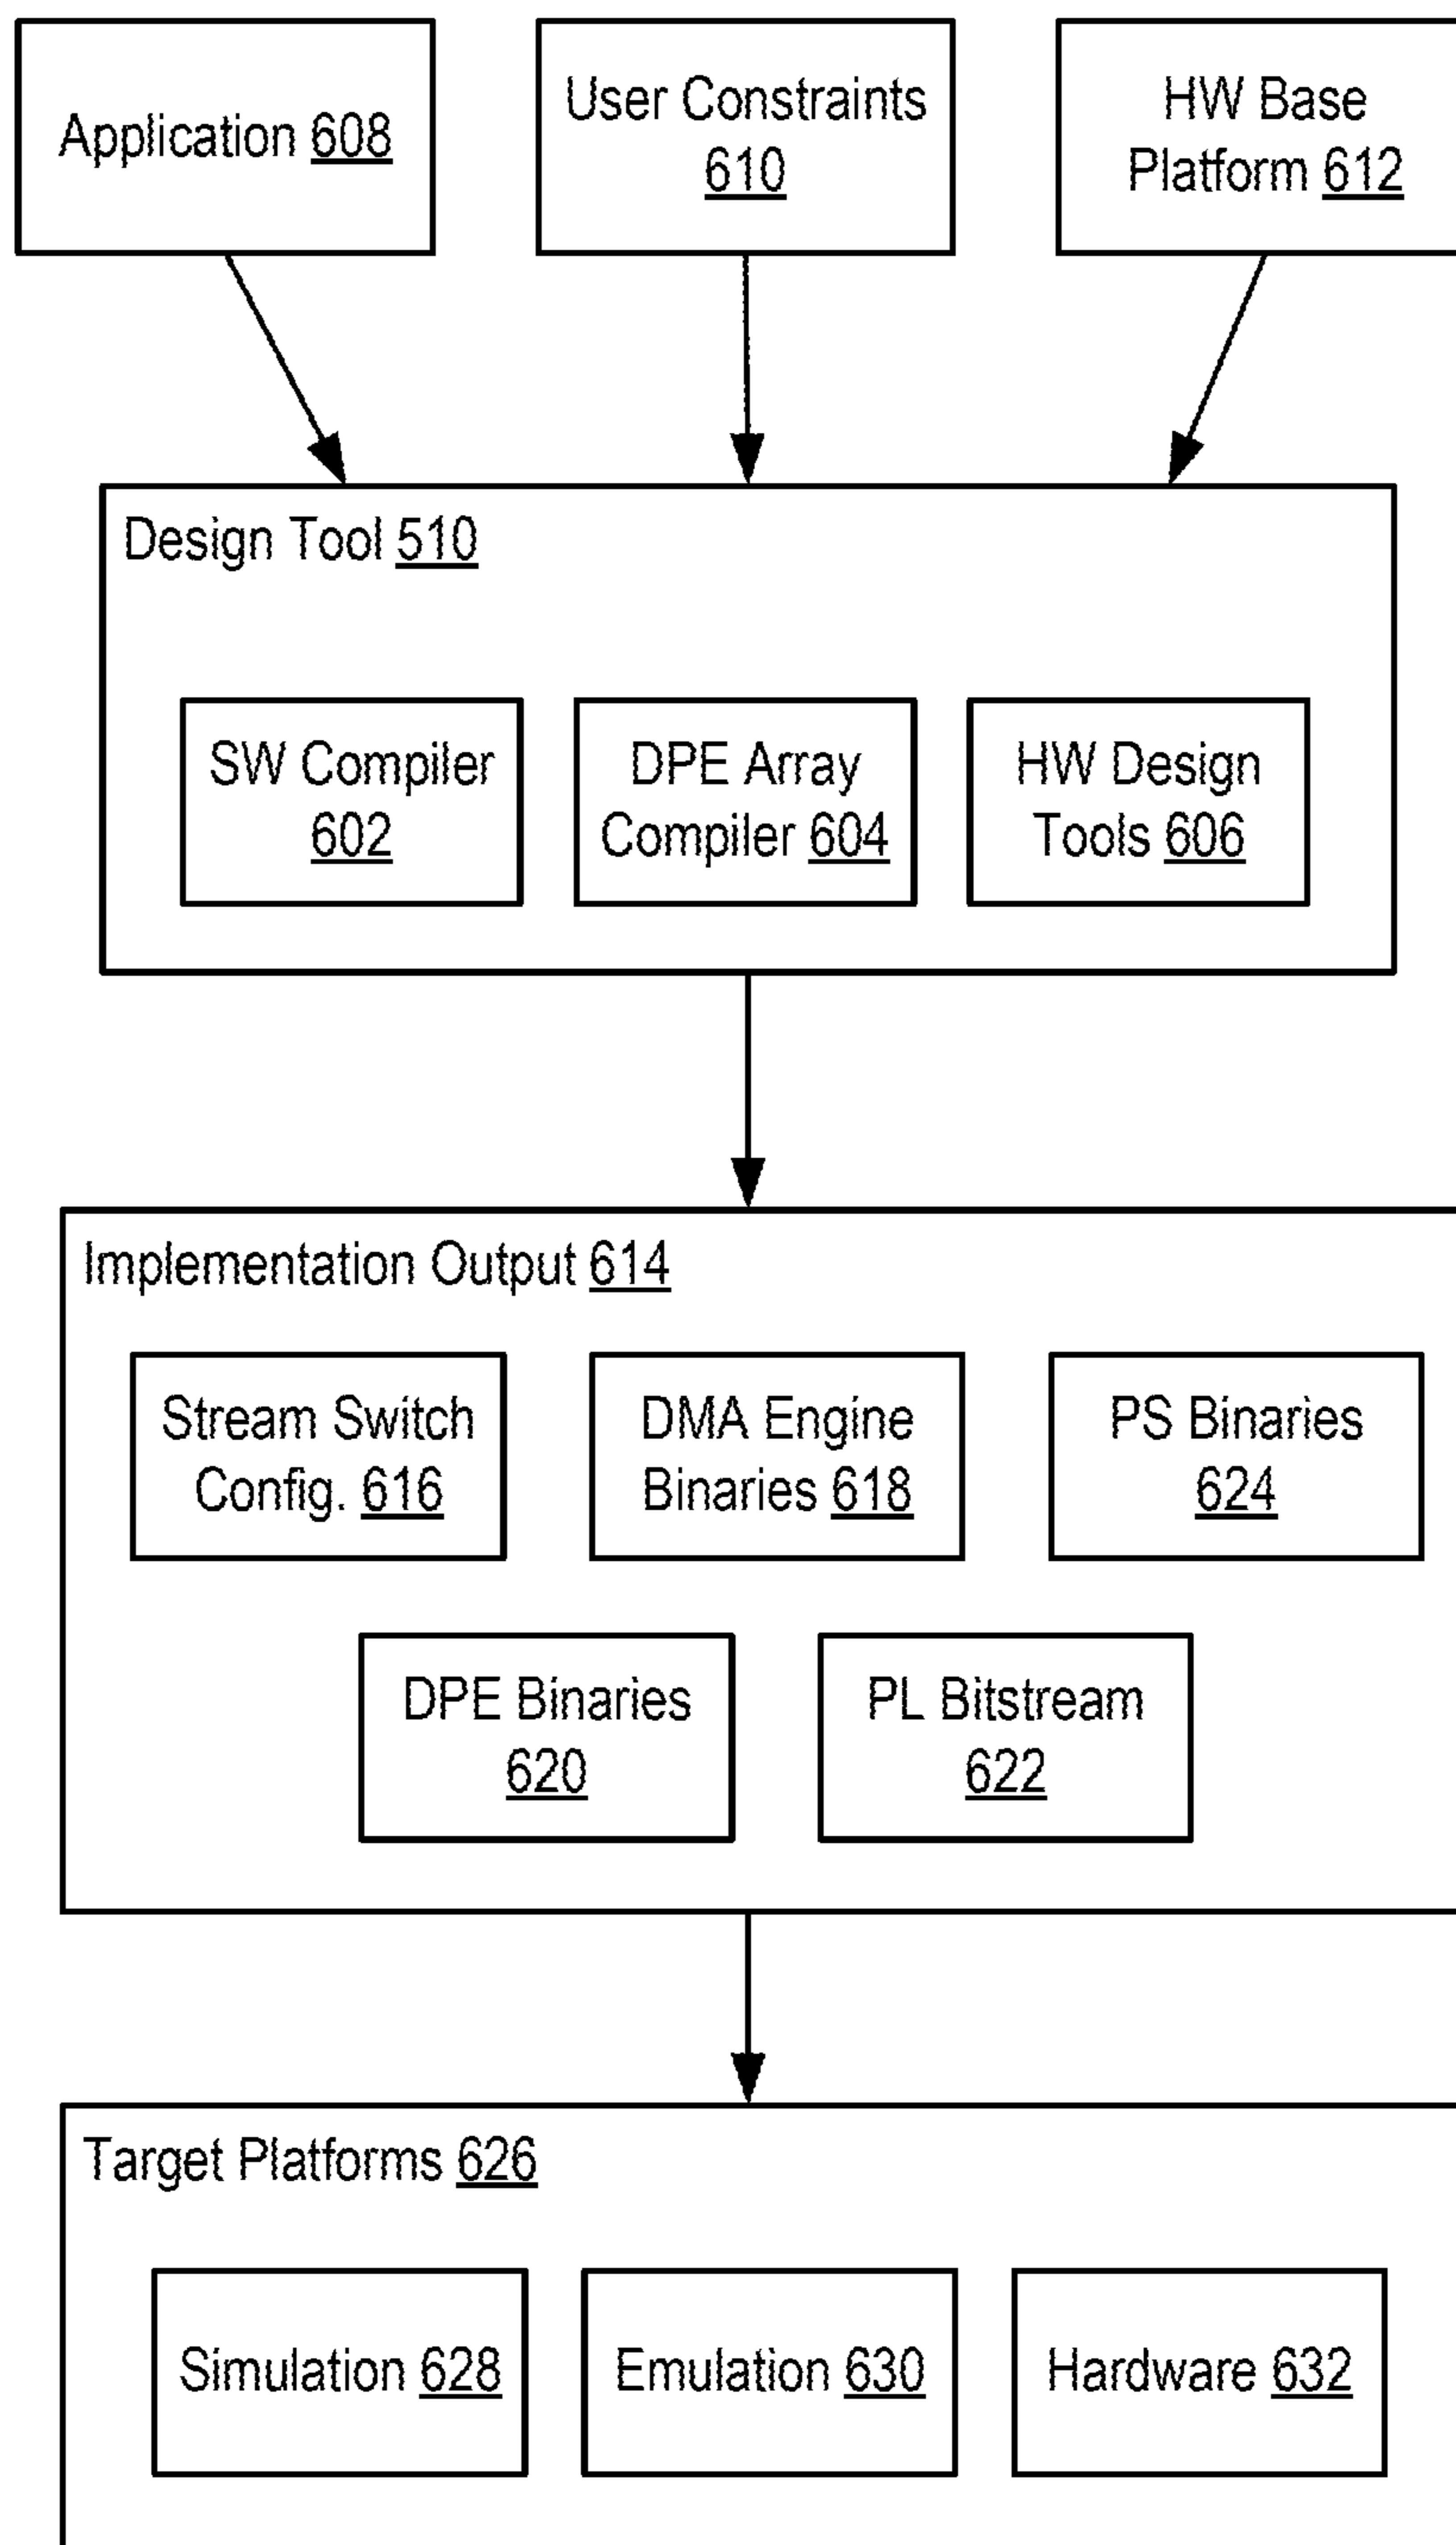 Application 608
User Constraints
610
HW Base
Platform 612
Design Tool 510
SW Compiler
602
DPE Array
Compiler 604
HW Design
Tools 606
Implementation Output 614
Stream Switch
Config. 616
DMA Engine
Binaries 618
PS Binaries
624
DPE Binaries
620
PL Bitstream
622
Target Platforms 626
Simulation 628
Emulation 630
Hardware 632